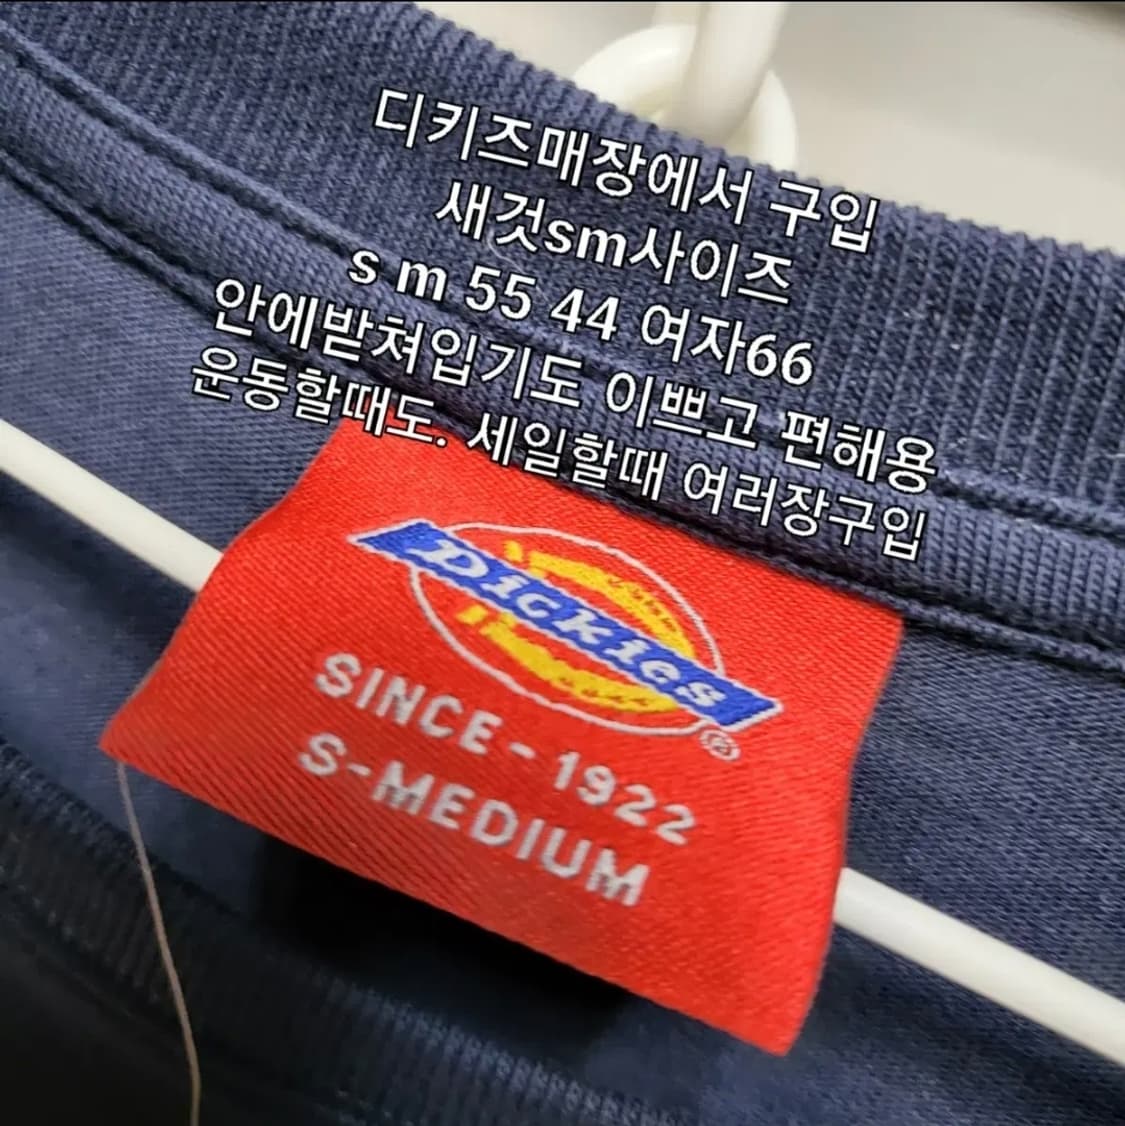 디키즈매장에서 구입
새것sm사이즈
s m 55 44 여자66
안에받쳐입기도 이쁘고 편해용
운동할때도. 세일할때 여러장구입
Dickies
®
SINCE-1922
S-MEDIUM